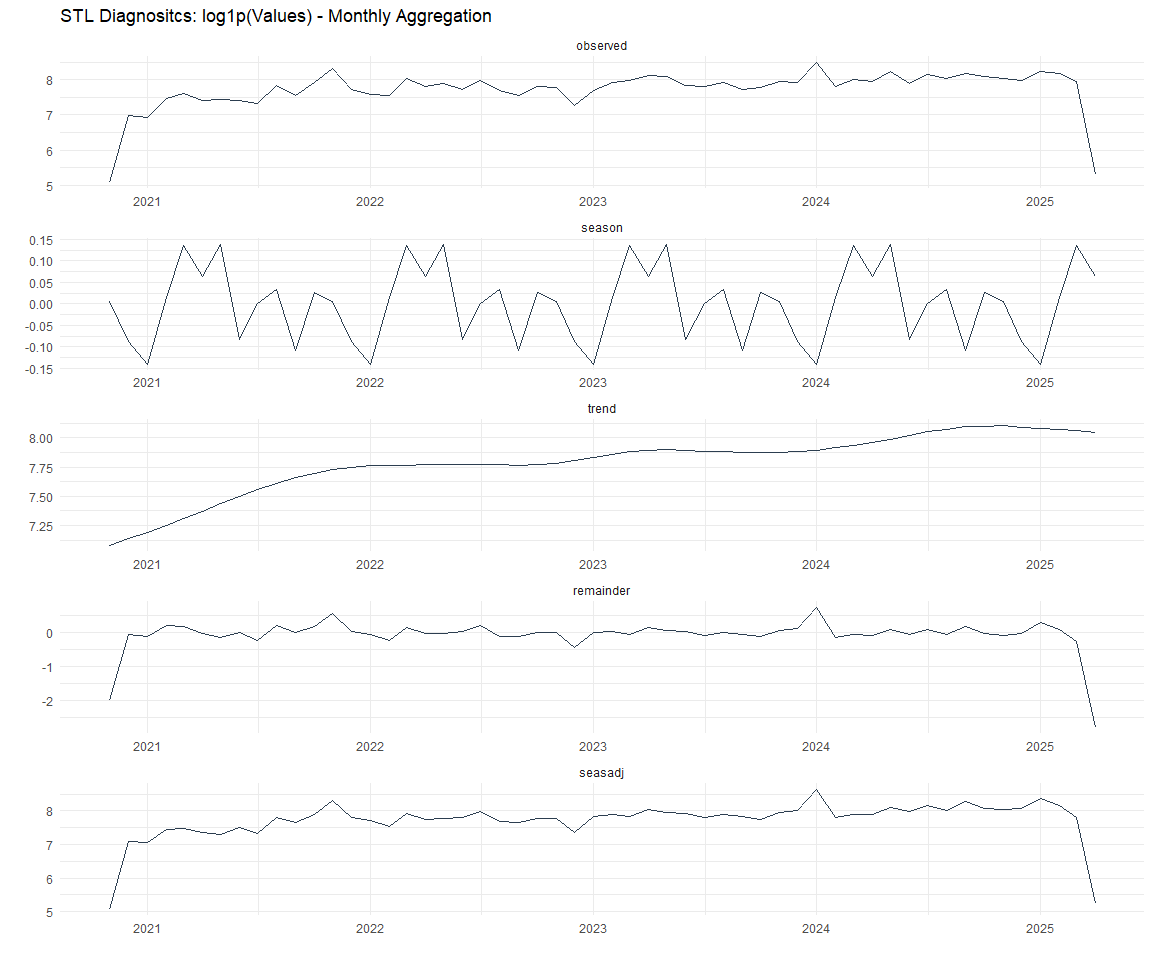 STL Diagnositcs: log1p(Values) - Monthly Aggregation
observed
8
7
6
5
2021 2022 2023 2024 2025
season
0.15
0.10
0.05
0.00
-0.05
-0.10
-0.15
2021 2022 2023 2024 2025
trend
8.00
7.75
7.50
7.25
2021 2022 2023 2024 2025
remainder
0
-1
-2
2021 2022 2023 2024 2025
seasadj
8
7
6
5
2021 2022 2023 2024 2025